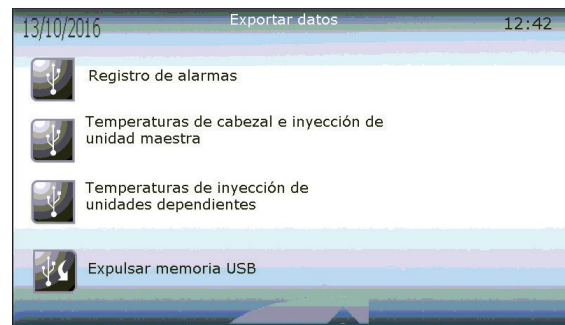 13/10/2016 Exportar datos 12:42
Registro de alarmas
Temperaturas de cabezal e inyección de
unidad maestra
Temperaturas de inyección de
unidades dependientes
Expulsar memoria USB